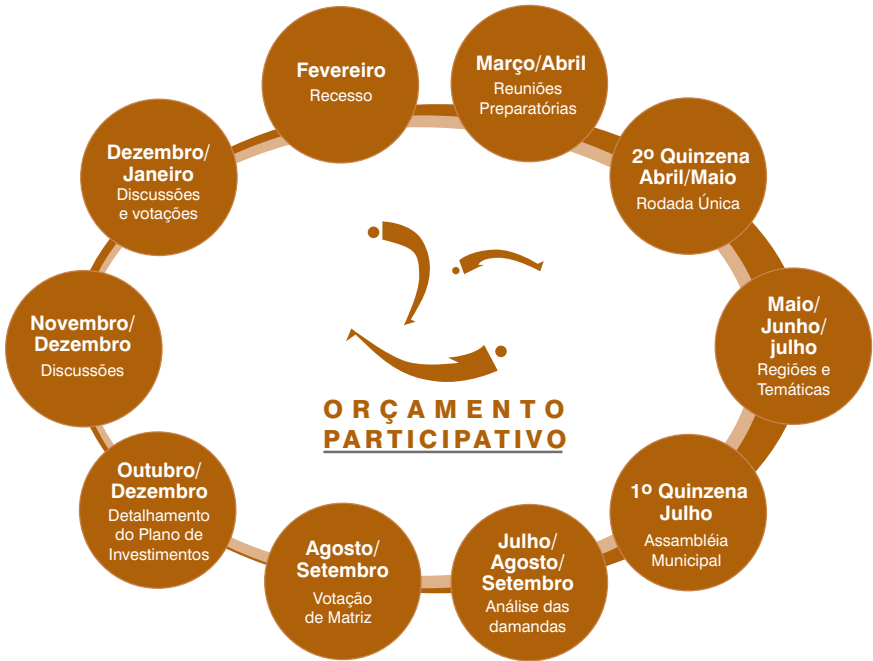 Fevereiro
Recesso
Março/Abril
Reuniões
Preparatórias
2º Quinzena
Abril/Maio
Rodada Única
Maio/
Junho/
julho
Regiões e
Temáticas
1º Quinzena
Julho
Assambléia
Municipal
Julho/
Agosto/
Setembro
Análise das
damandas
Agosto/
Setembro
Votação
de Matriz
Outubro/
Dezembro
Detalhamento
do Plano de
Investimentos
Novembro/
Dezembro
Discussões
Dezembro/
Janeiro
Discussões
e votações
ORÇAMENTO
PARTICIPATIVO